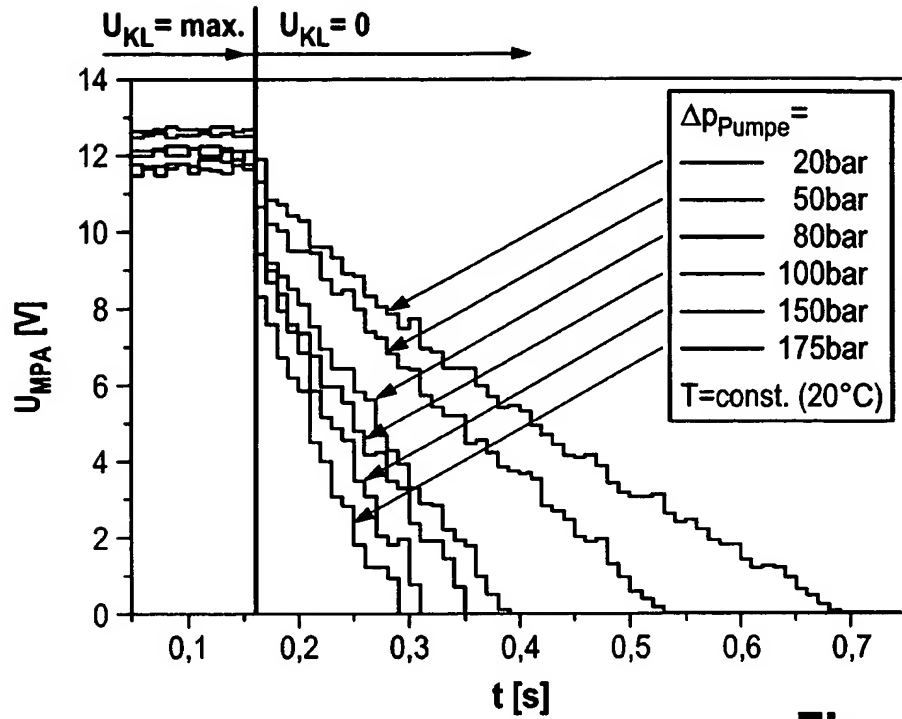 U_KL = max. U_KL = 0
14
12
10
8
6
4
2
0
U_MPA [V]
Δp_Pumpe =
20bar
50bar
80bar
100bar
150bar
175bar
T=const. (20°C)
0,1 0,2 0,3 0,4 0,5 0,6 0,7
t [s]